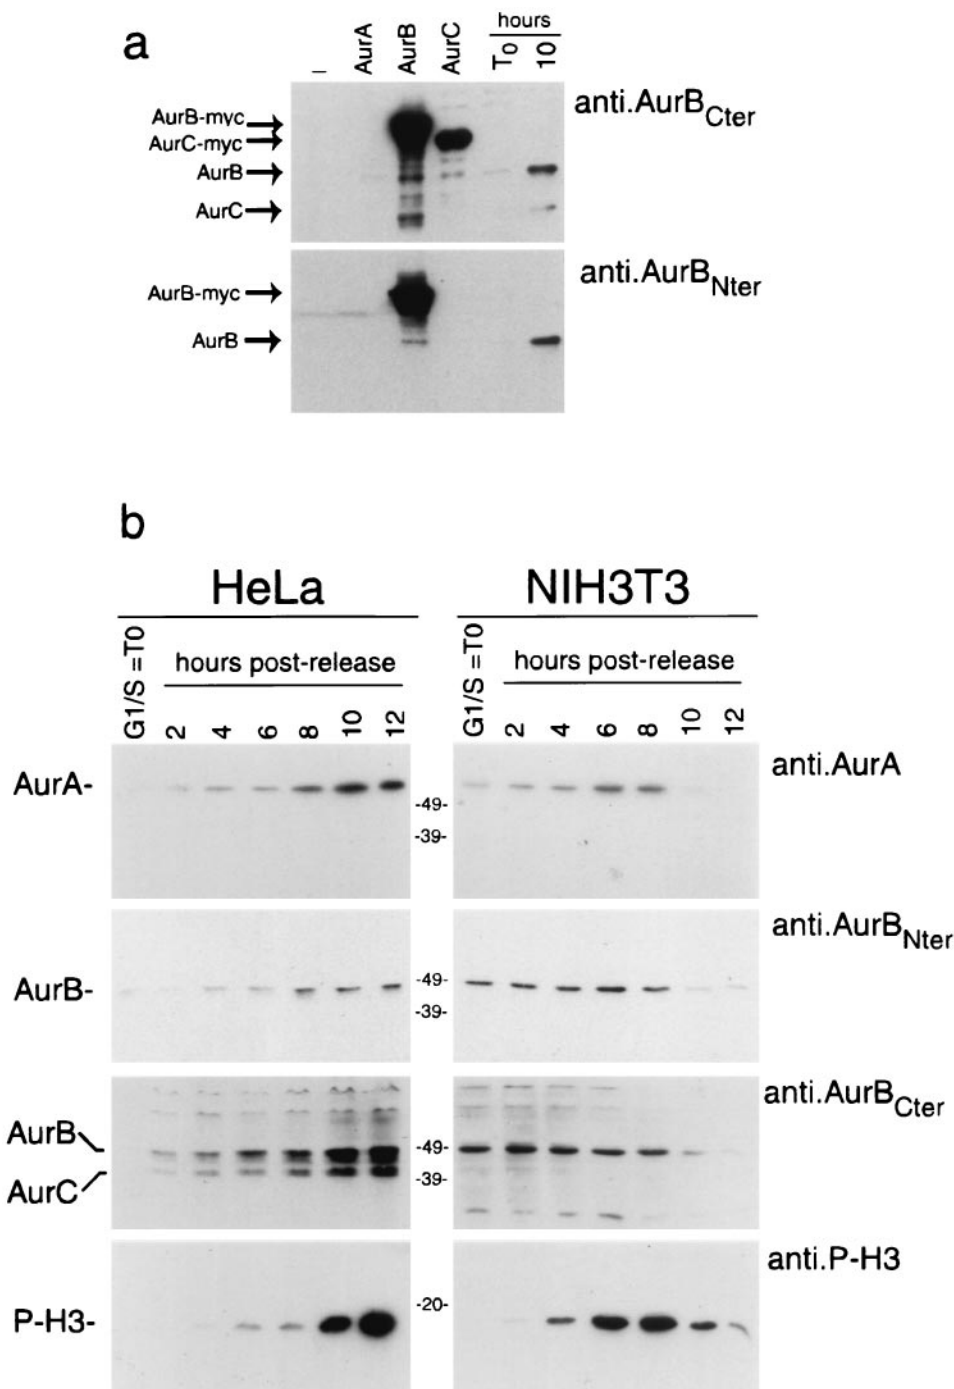 a
hours
– AurA AurB AurC T0 10
AurB-myc
AurC-myc
AurB
AurC
anti.AurBCter
AurB-myc
AurB
anti.AurBNter
b
HeLa NIH3T3
G1/S =T0 hours post-release 2 4 6 8 10 12
G1/S =T0 hours post-release 2 4 6 8 10 12
AurA- -49- anti.AurA
-39-
AurB- -49- anti.AurBNter
-39-
AurB -49- anti.AurBCter
AurC -39-
P-H3- -20- anti.P-H3